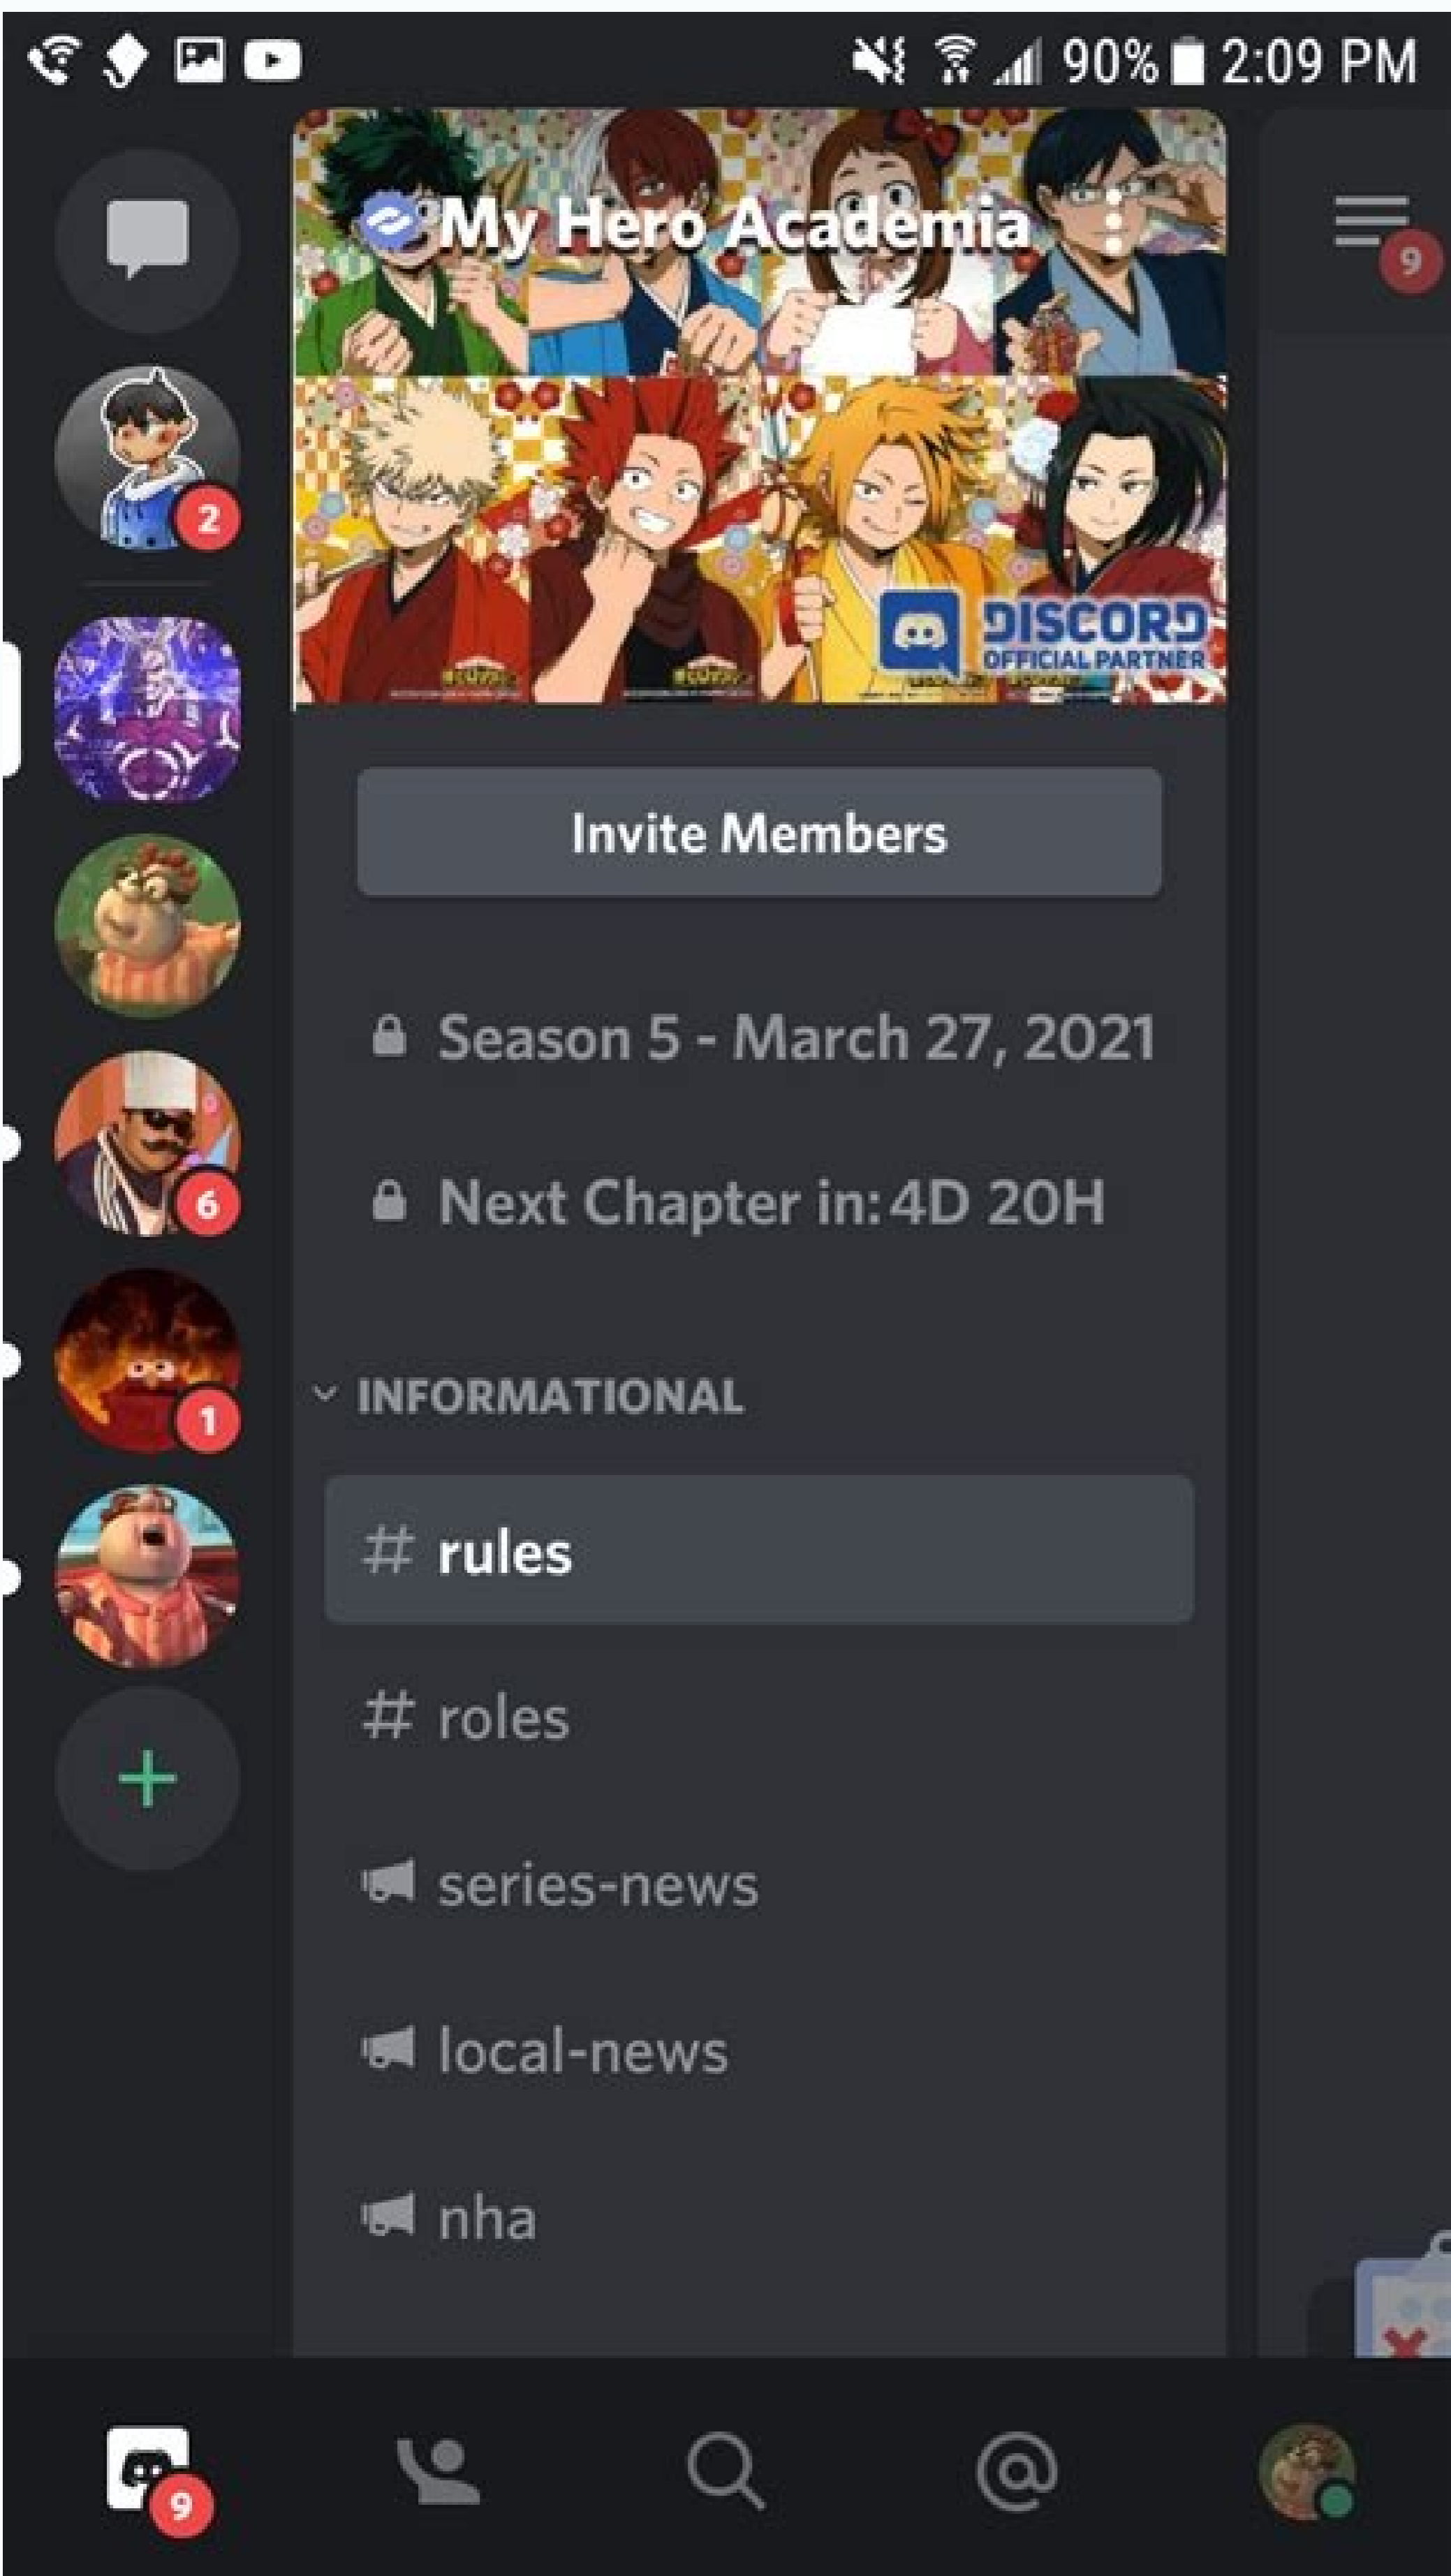 90% 2:09 PM
My Hero Academia
9
2
DISCORD
OFFICIAL PARTNER
Invite Members
Season 5 - March 27, 2021
6
Next Chapter in: 4D 20H
1
INFORMATIONAL
# rules
# roles
series-news
local-news
nha
9